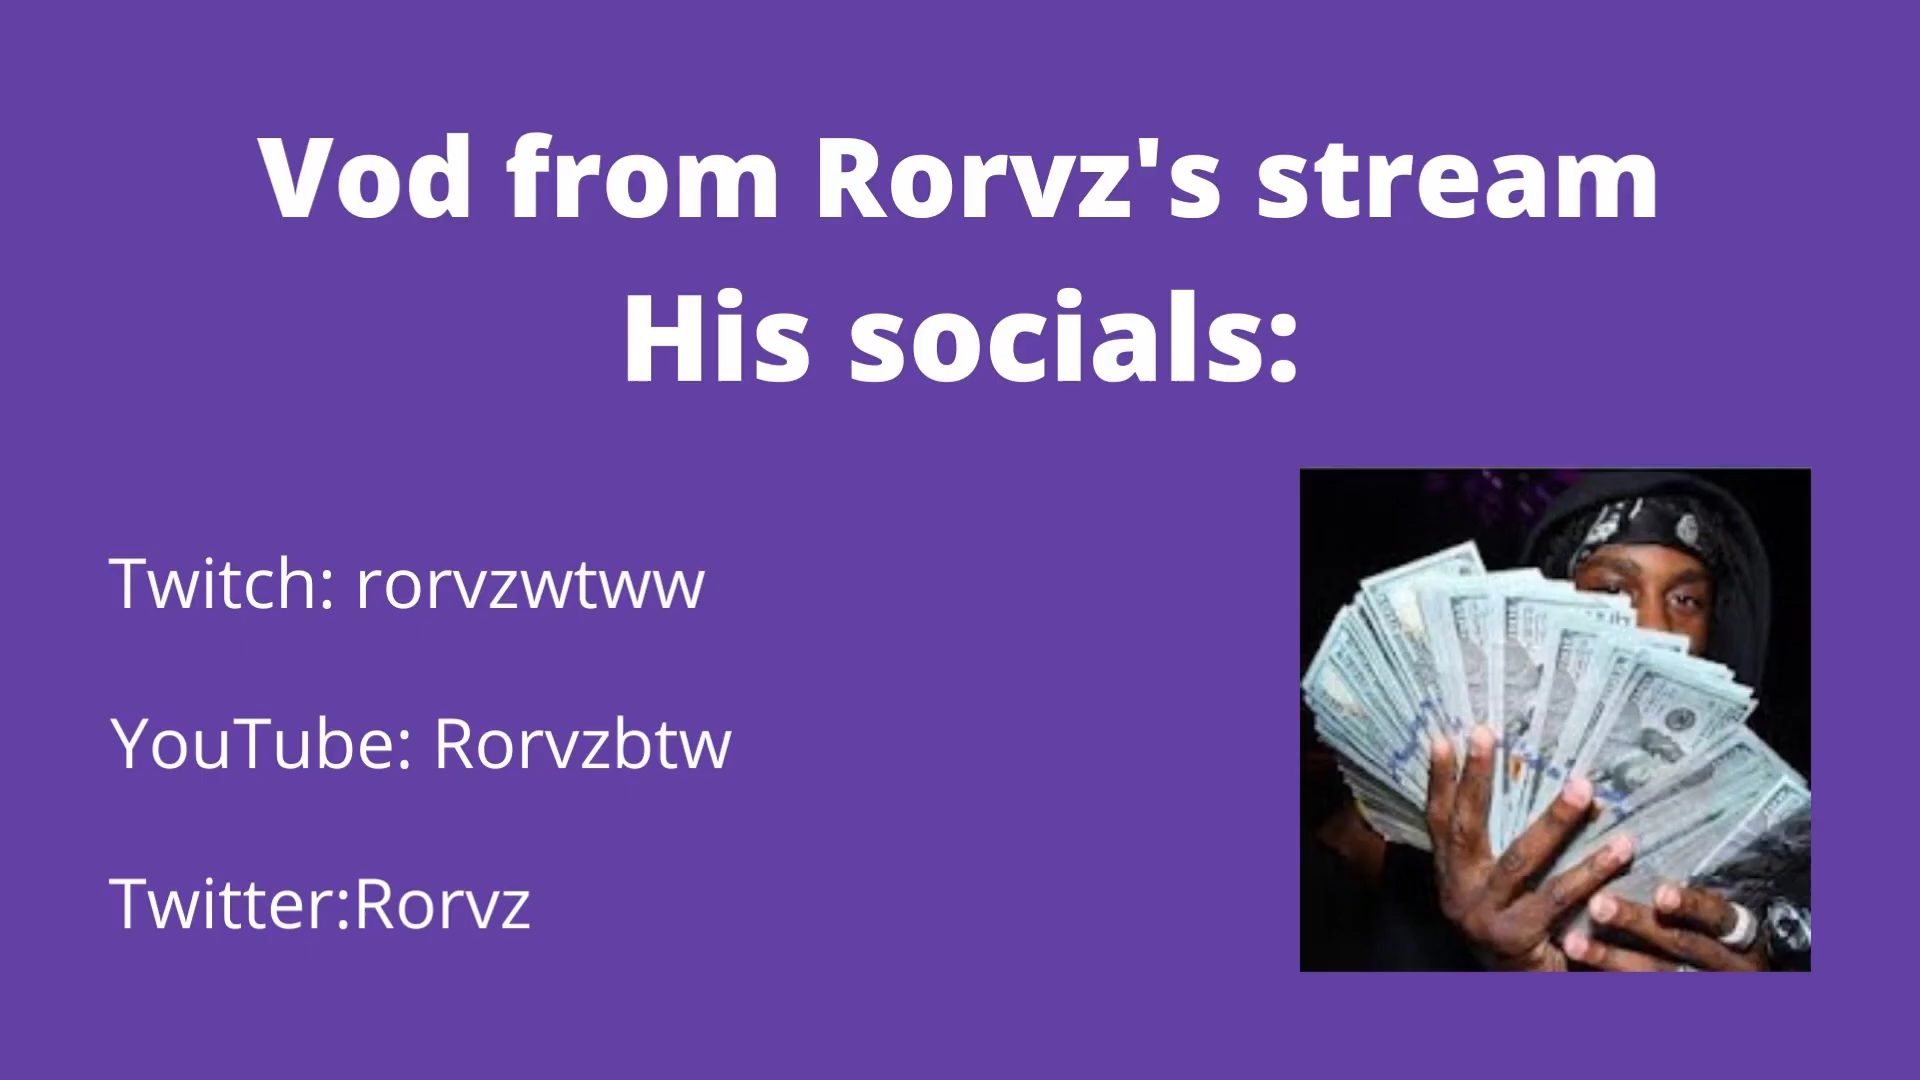 Vod from Rorvz's stream
His socials:
Twitch: rorvzwtww
YouTube: Rorvzbtw
Twitter:Rorvz